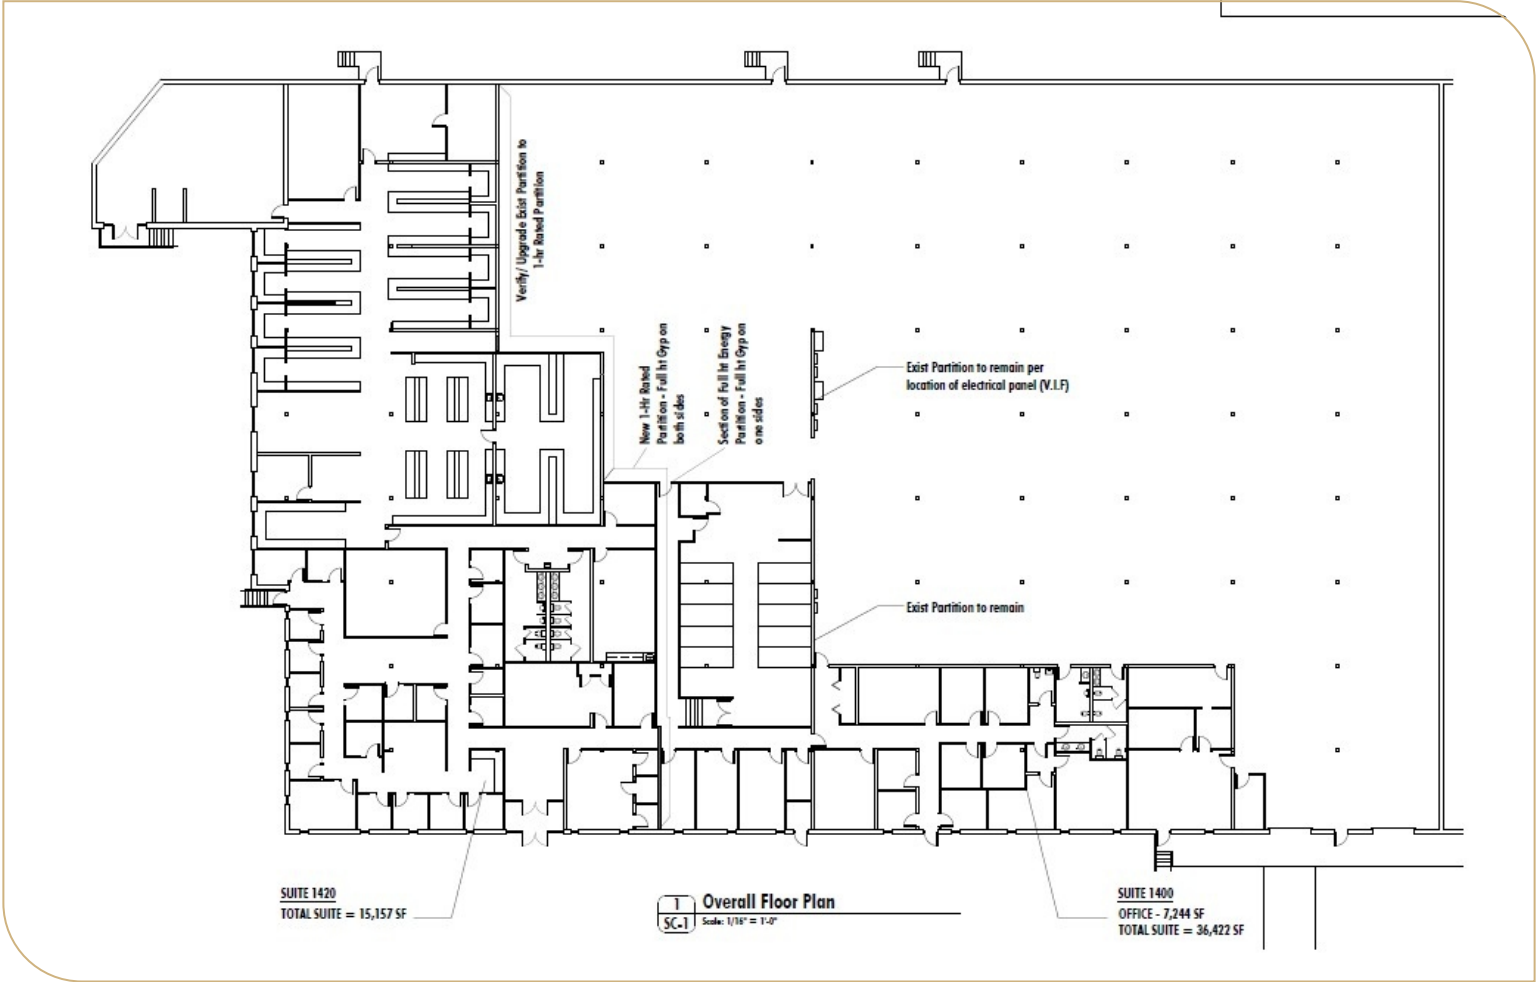 Verify/ Upgrade Exist Partition to
1-hr Rated Partition
New 1-Hr Rated
Partition - Full ht Gyp on
both sides
Section of Full ht Energy
Partition - Full ht Gyp on
one sides
Exist Partition to remain per
location of electrical panel (V.I.F)
Exist Partition to remain
SUITE 1420
TOTAL SUITE = 15,157 SF
1
SC-1
Overall Floor Plan
Scale: 1/16" = 1'-0"
SUITE 1400
OFFICE - 7,244 SF
TOTAL SUITE = 36,422 SF